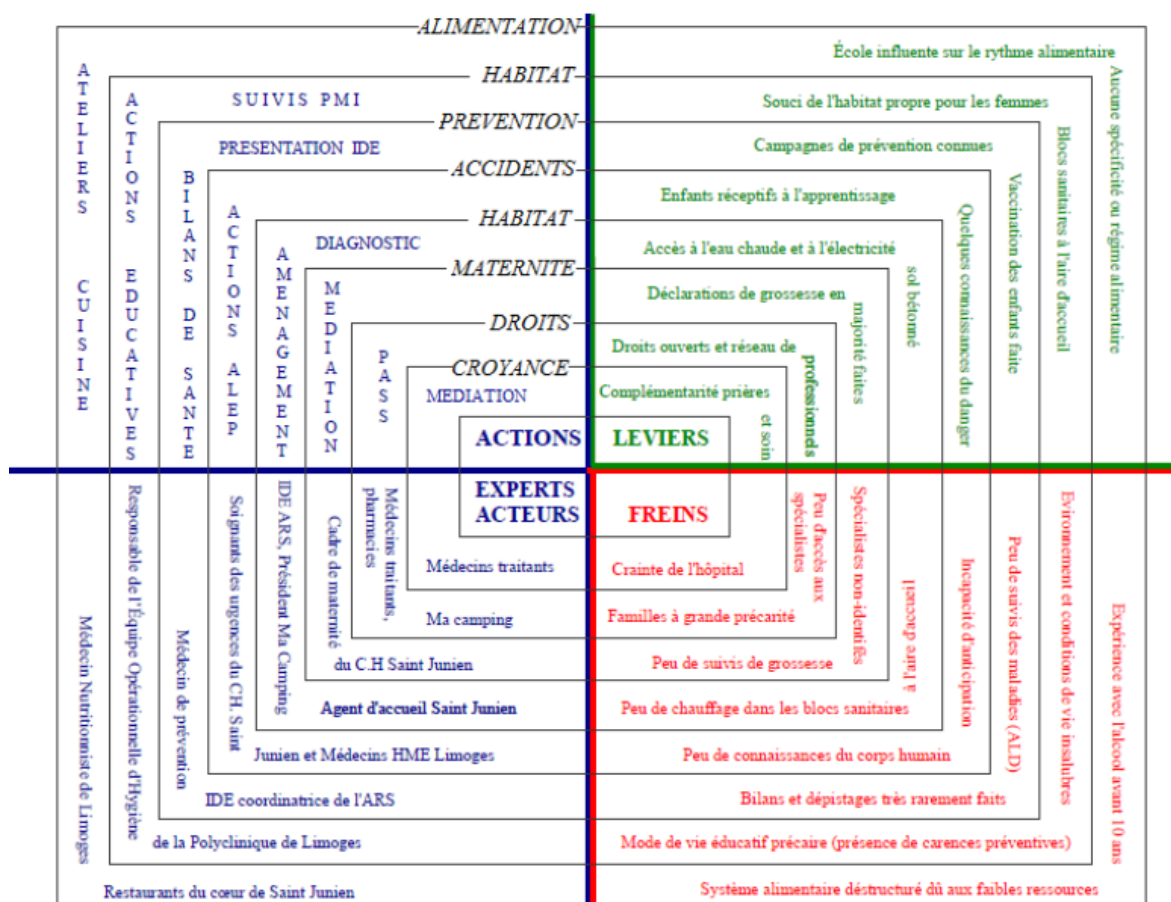 ALIMENTATION
École influente sur le rythme alimentaire
Aucune spécificité ou régime alimentaire
ATELIERS CUISINE
HABITAT
SUIVIS PMI
Souci de l'habitat propre pour les femmes
Blocs sanitaires à l'aire d'accueil
ACTIONS EDUCATIVES
PREVENTION
PRESENTATION IDE
Campagnes de prévention connues
Vaccination des enfants faite
BILANS DE SANTE
ACCIDENTS
Enfants réceptifs à l'apprentissage
Quelques connaissances du danger
ACTIONS ALEP
HABITAT
DIAGNOSTIC
Accès à l'eau chaude et à l'électricité
sol bétonné
AMENAGEMENT
MATERNITE
Déclarations de grossesse en
majorité faites
MEDIATION
DROITS
Droits ouverts et réseau de
professionnels
PASS
CROYANCE
MEDIATION
Complémentarité prières
et soin
ACTIONS
LEVIERS
EXPERTS
ACTEURS
FREINS
Médecins traitants
Crainte de l'hôpital
Médecins traitants,
pharmacies
Ma camping
Familles à grande précarité
Peu d'accès aux
spécialistes
Cadre de maternité
du C.H Saint Junien
Peu de suivis de grossesse
Spécialistes non-identifés
IDE ARS, Président Ma Camping
Agent d'accueil Saint Junien
Peu de chauffage dans les blocs sanitaires
à l'aire d'accueil
Soignants des urgences du CH. Saint
Junien et Médecins HME Limoges
Peu de connaissances du corps humain
Incapacité d'anticipation
Médecin de prévention
IDE coordinatrice de l'ARS
Bilans et dépistages très rarement faits
Peu de suivis des maladies (ALD)
Responsable de l'Équipe Opérationnelle d'Hygiène
de la Polyclinique de Limoges
Mode de vie éducatif précaire (présence de carences préventives)
Evironnement et conditions de vie insalubres
Médecin Nutritionniste de Limoges
Restaurants du cœur de Saint Junien
Système alimentaire déstructuré dû aux faibles ressources
Expérience avec l'alcool avant 10 ans